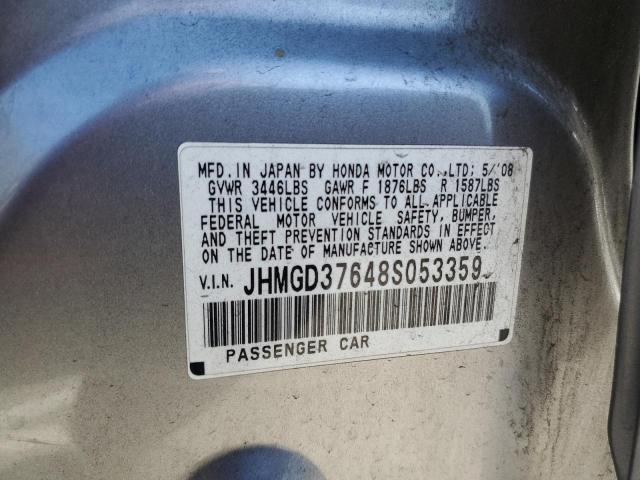 MFD. IN JAPAN BY HONDA MOTOR CO., LTD; 5/'08
GVWR 3446LBS GAWR F 1876LBS R 1587LBS
THIS VEHICLE CONFORMS TO ALL APPLICABLE
FEDERAL MOTOR VEHICLE SAFETY, BUMPER,
AND THEFT PREVENTION STANDARDS IN EFFECT
ON THE DATE OF MANUFACTURE SHOWN ABOVE.
V.I.N. JHMGD37648S053359
PASSENGER CAR